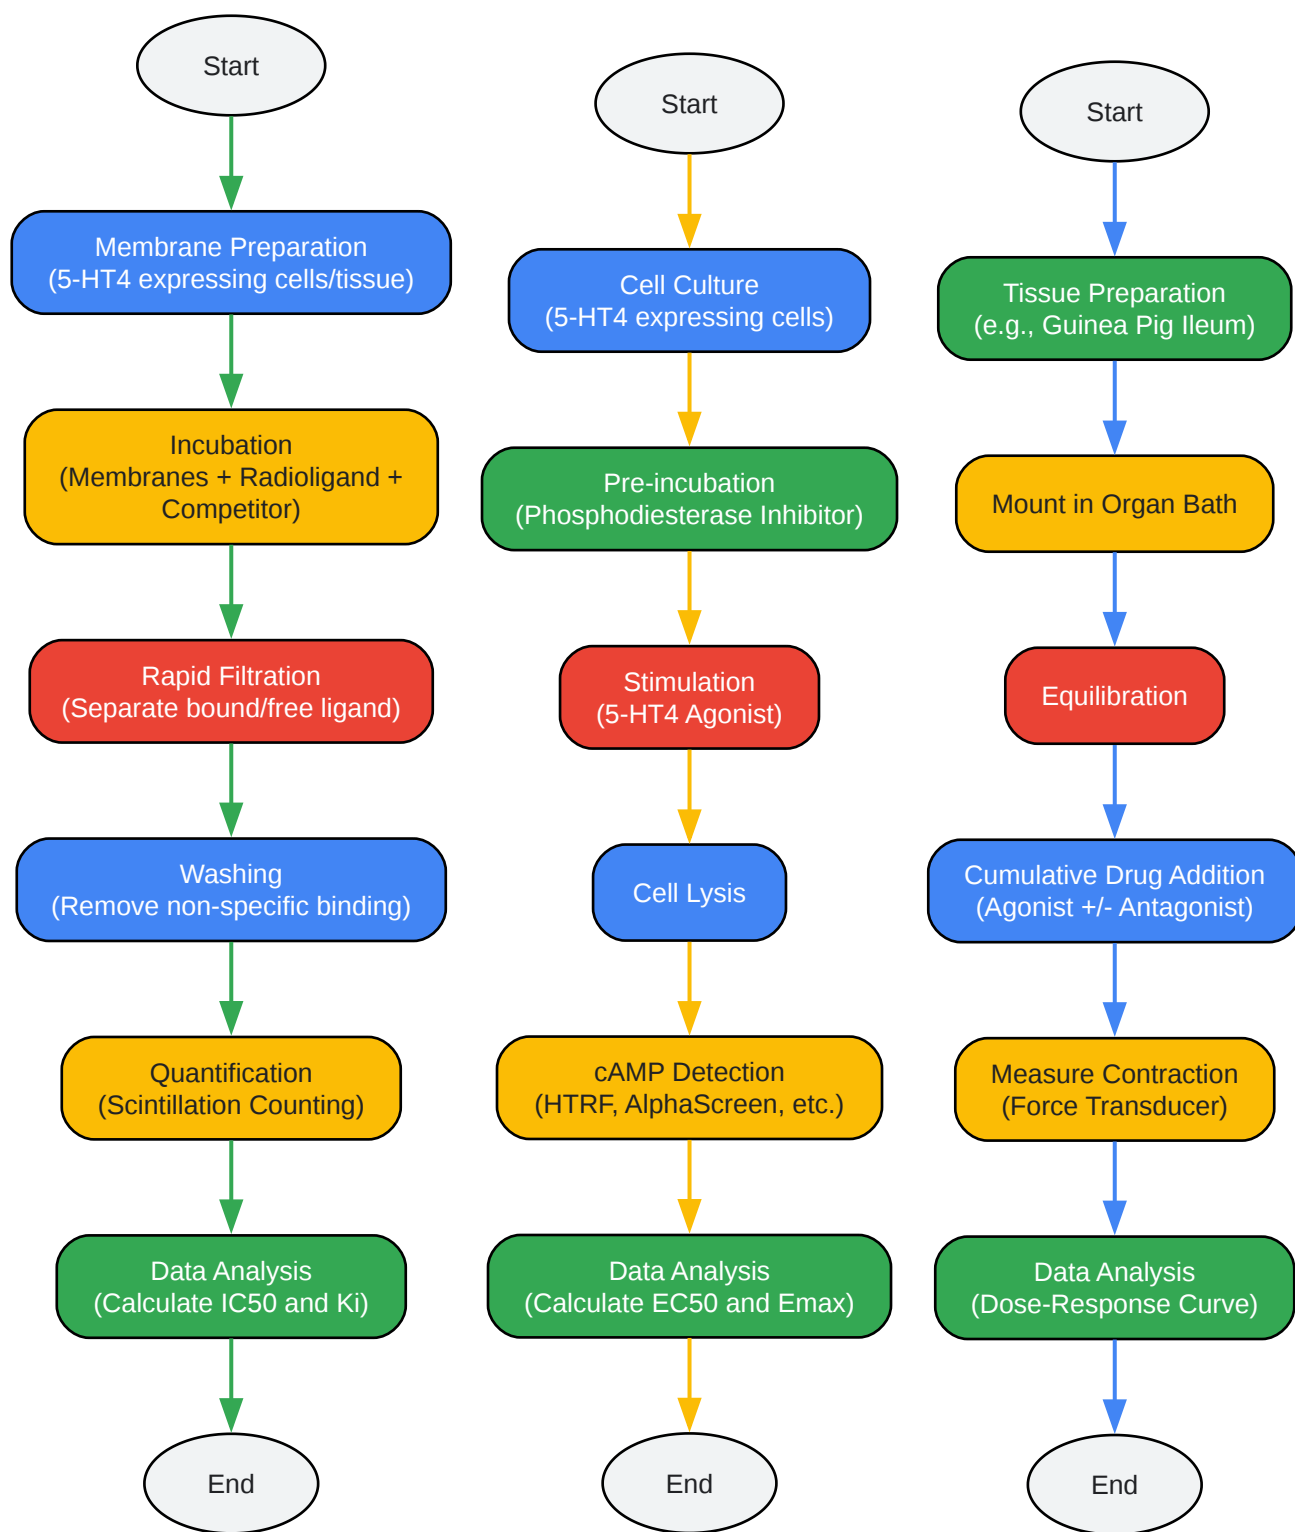 Start
Membrane Preparation
(5-HT4 expressing cells/tissue)
Incubation
(Membranes + Radioligand +
Competitor)
Rapid Filtration
(Separate bound/free ligand)
Washing
(Remove non-specific binding)
Quantification
(Scintillation Counting)
Data Analysis
(Calculate IC50 and Ki)
End
Start
Cell Culture
(5-HT4 expressing cells)
Pre-incubation
(Phosphodiesterase Inhibitor)
Stimulation
(5-HT4 Agonist)
Cell Lysis
cAMP Detection
(HTRF, AlphaScreen, etc.)
Data Analysis
(Calculate EC50 and Emax)
End
Start
Tissue Preparation
(e.g., Guinea Pig Ileum)
Mount in Organ Bath
Equilibration
Cumulative Drug Addition
(Agonist +/- Antagonist)
Measure Contraction
(Force Transducer)
Data Analysis
(Dose-Response Curve)
End